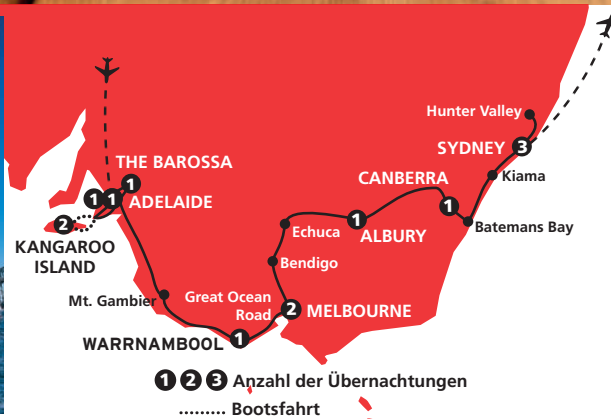 Hunter Valley
SYDNEY 3
Kiama
THE BAROSSA
1
CANBERRA
1
1 1 ADELAIDE
2
KANGAROO
ISLAND
Echuca
1
ALBURY
Batemans Bay
Bendigo
Mt. Gambier
Great Ocean
Road
2 MELBOURNE
WARRNAMBOOL 1
1 2 3 Anzahl der Übernachtungen
......... Bootsfahrt